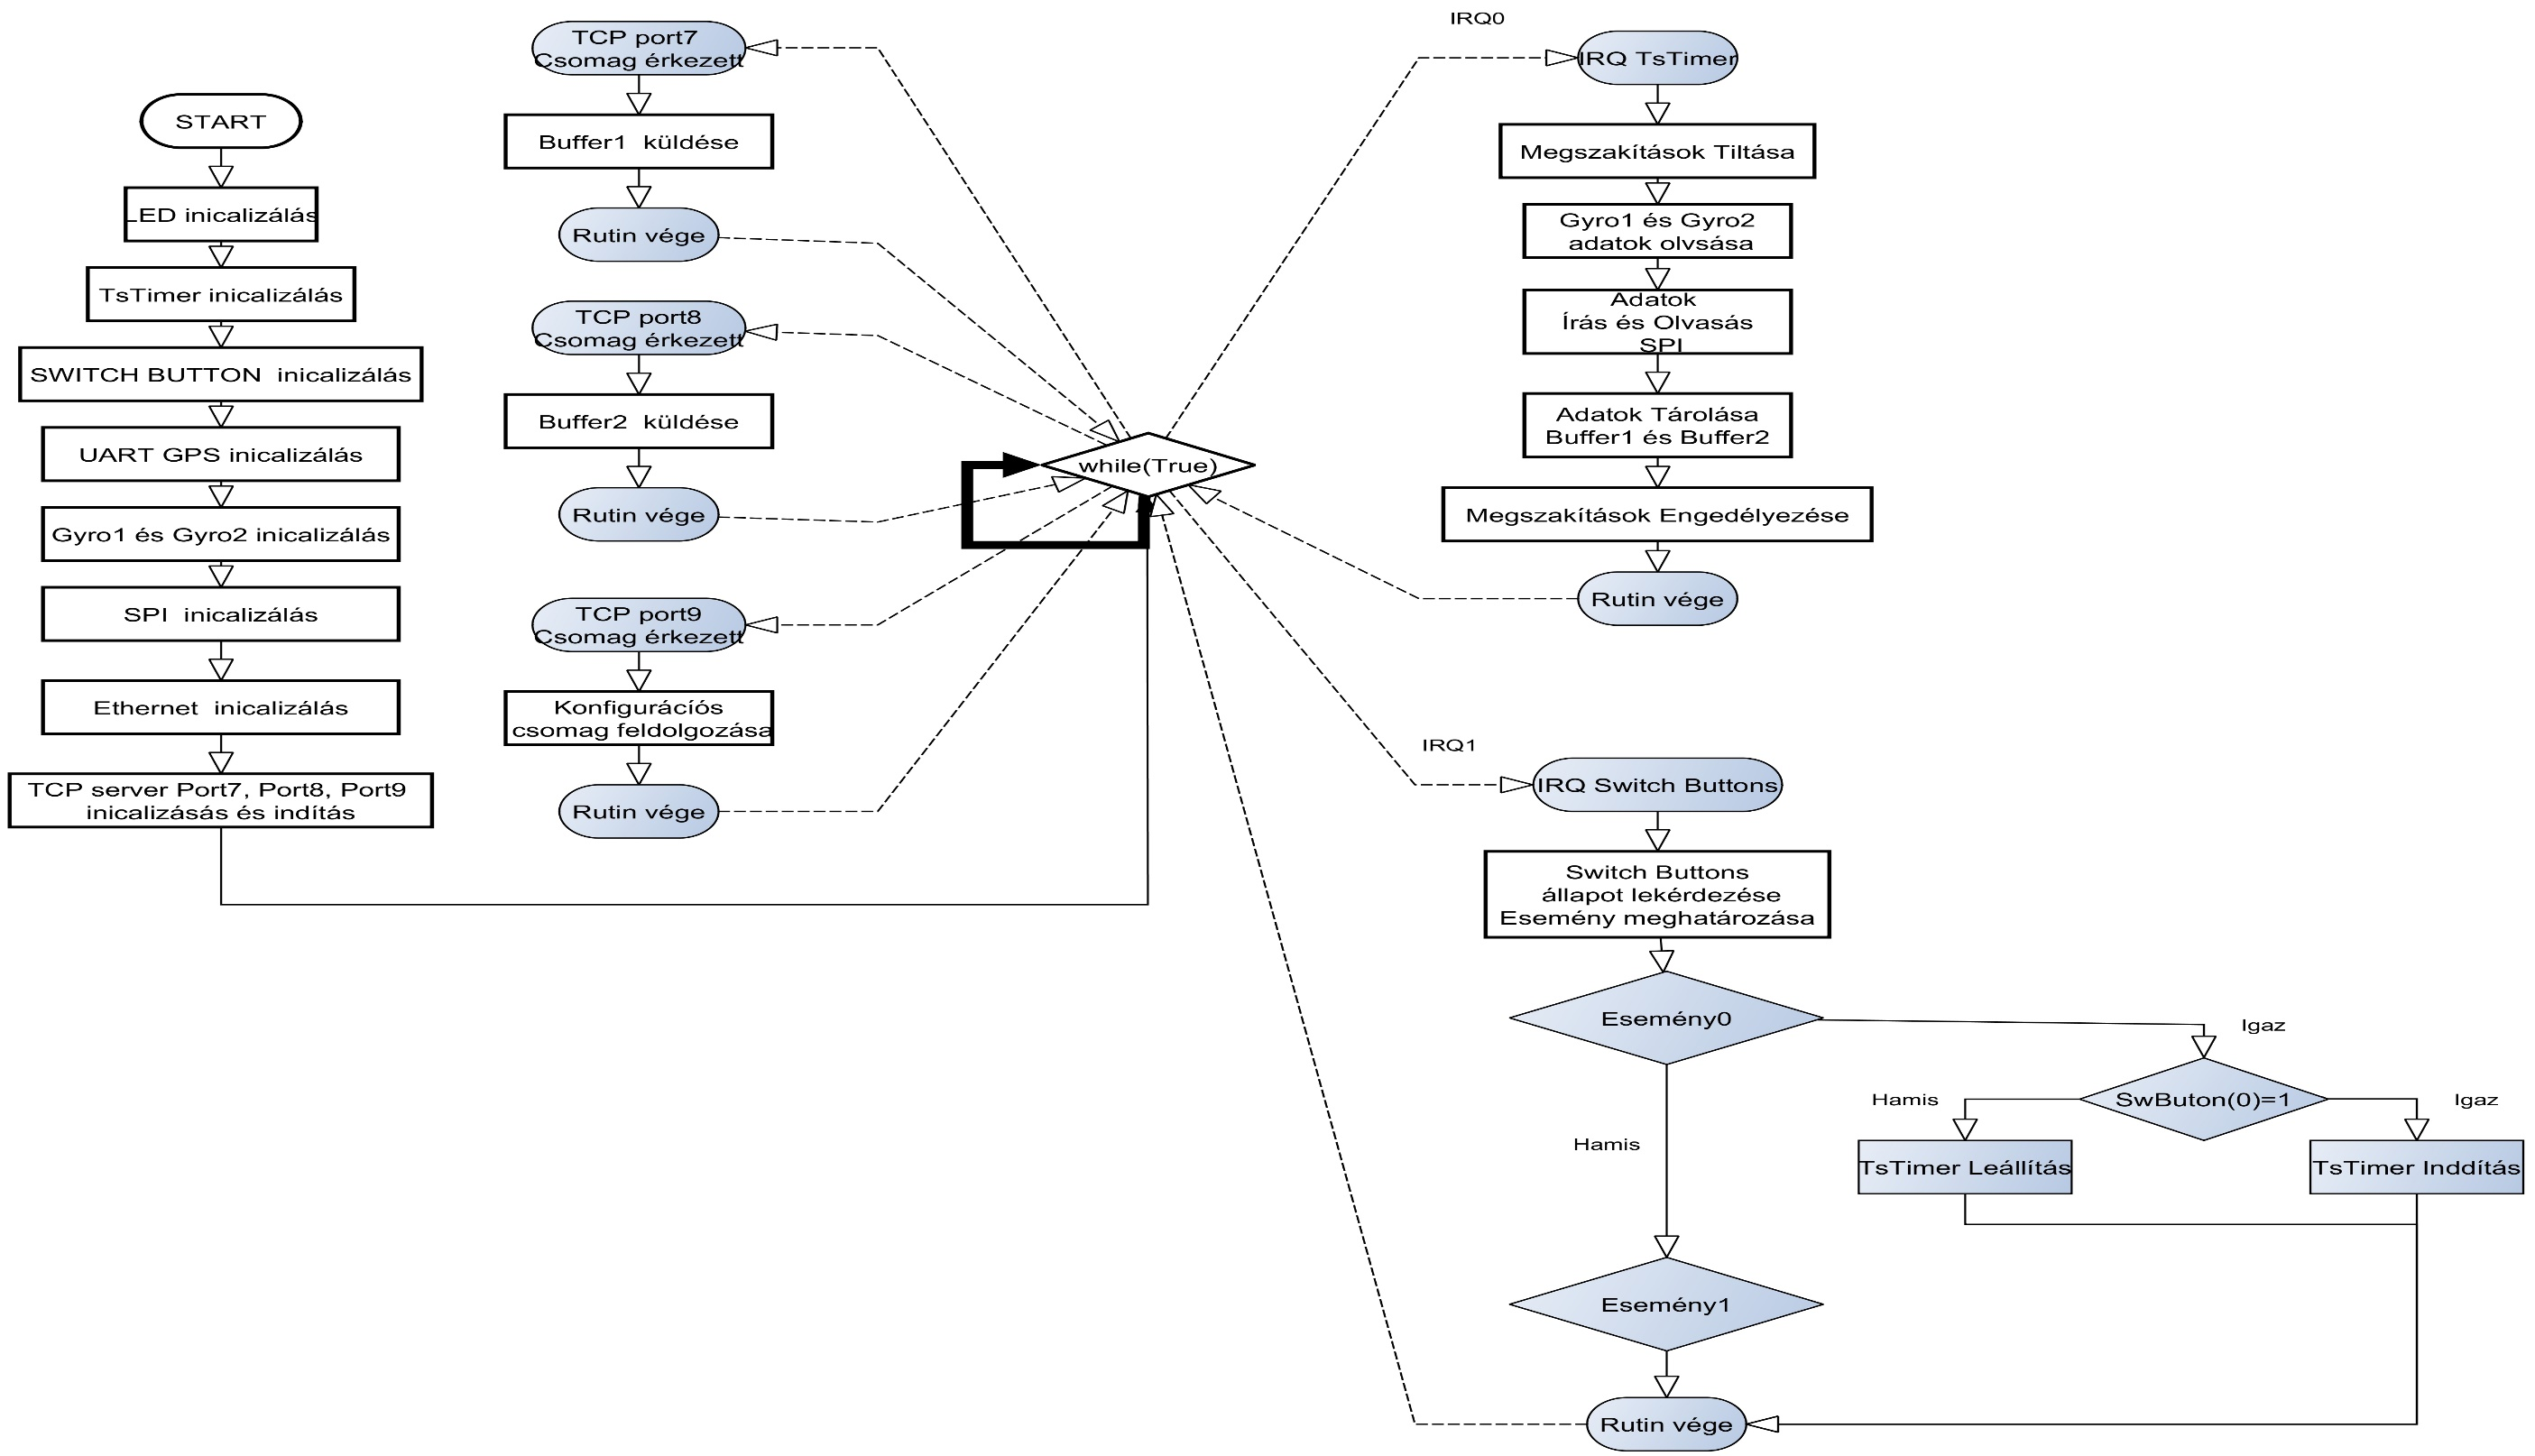 START
LED inicalizálás
TsTimer inicalizálás
SWITCH BUTTON inicalizálás
UART GPS inicalizálás
Gyro1 és Gyro2 inicalizálás
SPI inicalizálás
Ethernet inicalizálás
TCP server Port7, Port8, Port9
inicalizásás és indítás
TCP port7
Csomag érkezett
Buffer1 küldése
Rutin vége
TCP port8
Csomag érkezett
Buffer2 küldése
Rutin vége
TCP port9
Csomag érkezett
Konfigurácíós
csomag feldolgozása
Rutin vége
while(True)
IRQ0
IRQ TsTimer
Megszakítások Tiltása
Gyro1 és Gyro2
adatok olvsása
Adatok
Írás és Olvasás
SPI
Adatok Tárolása
Buffer1 és Buffer2
Megszakítások Engedélyezése
Rutin vége
IRQ1
IRQ Switch Buttons
Switch Buttons
állapot lekérdezése
Esemény meghatározása
Esemény0
Igaz
SwButon(0)=1
Hamis
Igaz
TsTimer Leállítás
TsTimer Inddítás
Hamis
Esemény1
Rutin vége